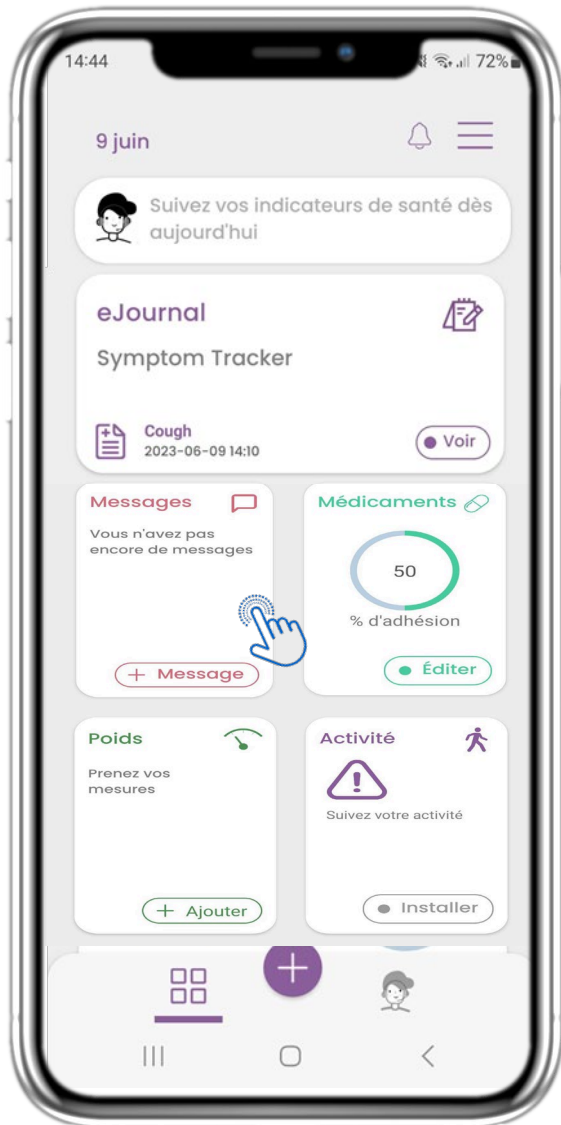 14:44
72%
9 juin
Suivez vos indicateurs de santé dès
aujourd'hui
eJournal
Symptom Tracker
Cough
2023-06-09 14:10
Voir
Messages
Vous n'avez pas
encore de messages
+ Message
Médicaments
50
% d'adhésion
Éditer
Poids
Prenez vos
mesures
+ Ajouter
Activité
Suivez votre activité
Installer